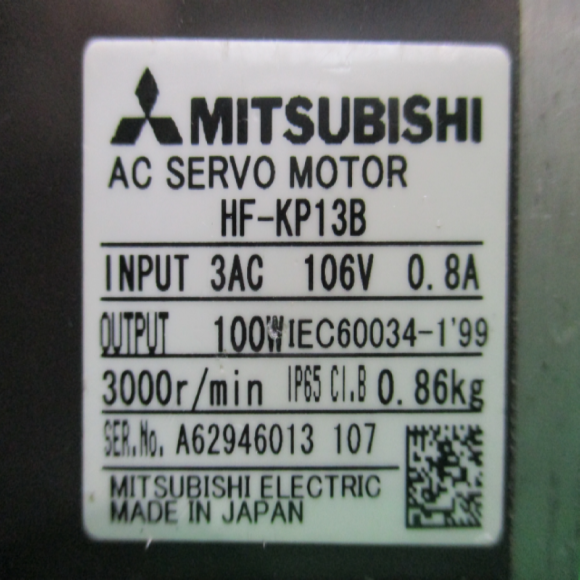 MITSUBISHI
AC SERVO MOTOR
HF-KP13B
INPUT 3AC 106V 0.8A
OUTPUT 100W IEC60034-1'99
3000r/min IP65 CI.B 0.86kg
SER.No. A62946013 107
MITSUBISHI ELECTRIC
MADE IN JAPAN